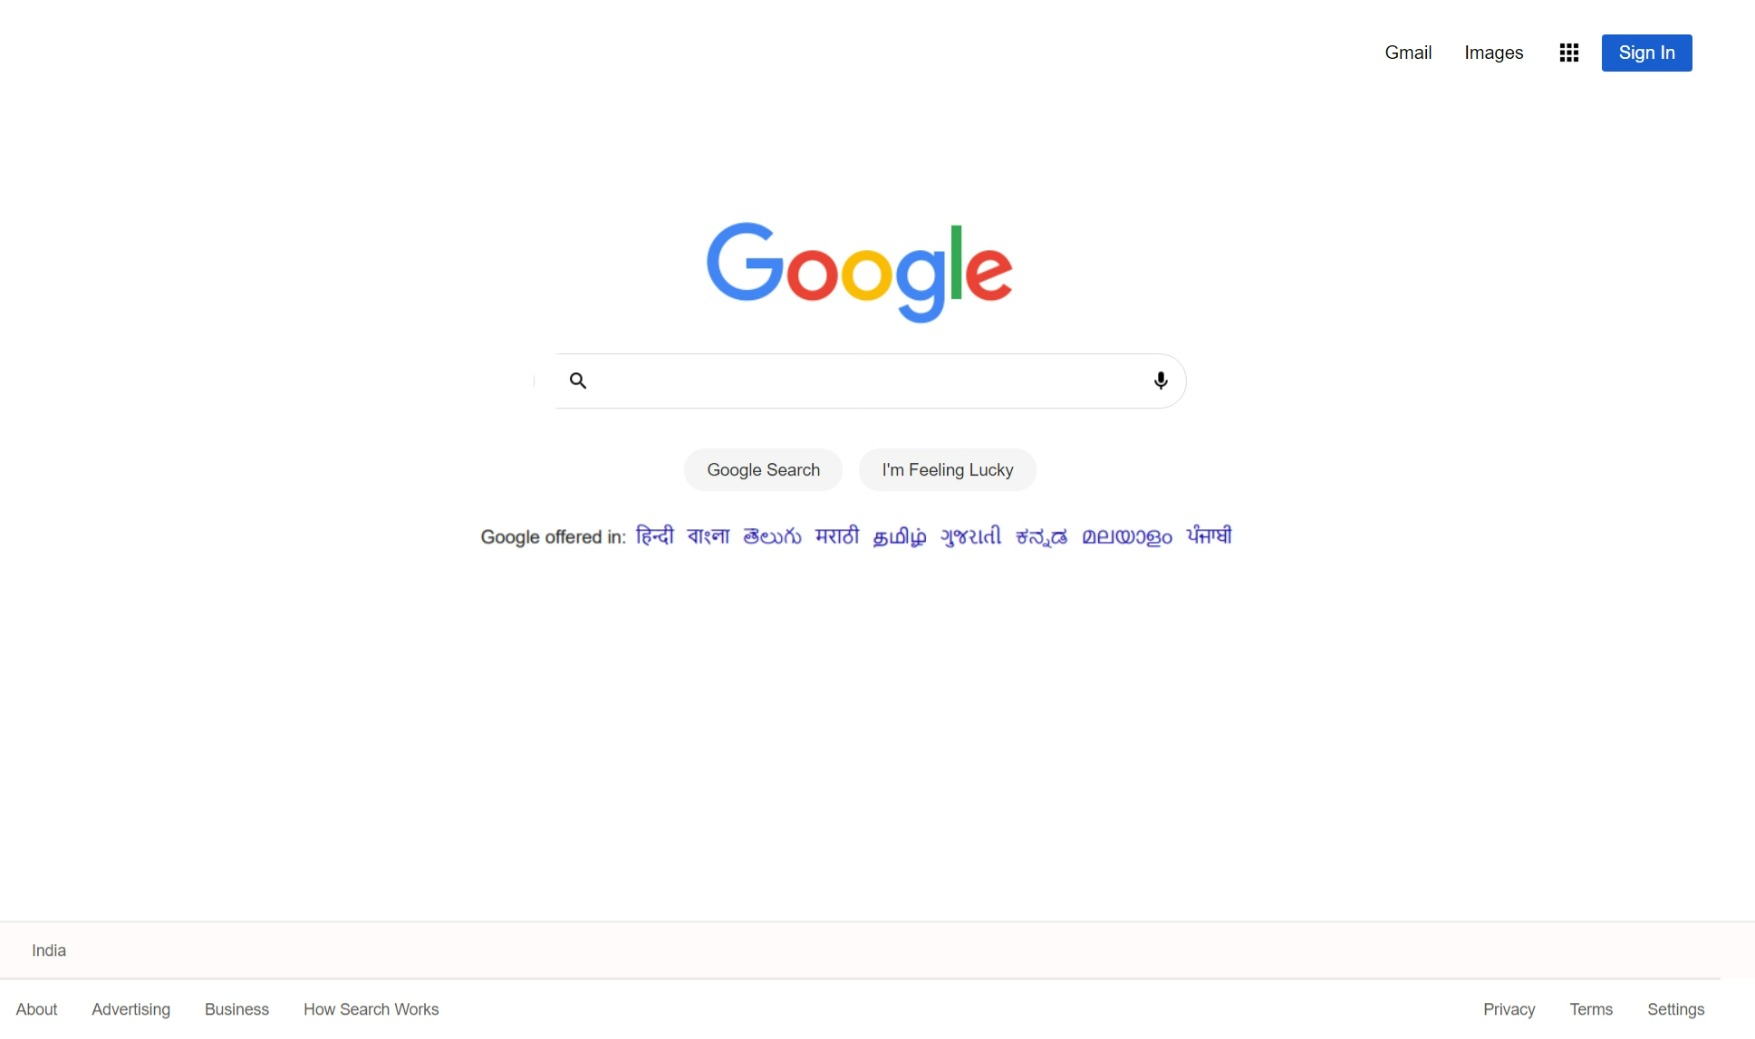 Gmail Images Sign In
Google
Google Search I'm Feeling Lucky
Google offered in: हिन्दी বাংলা తెలుగు मराठी தமிழ் ગુજરાતી ಕನ್ನಡ മലയാളം ਪੰਜਾਬੀ
India
About Advertising Business How Search Works Privacy Terms Settings